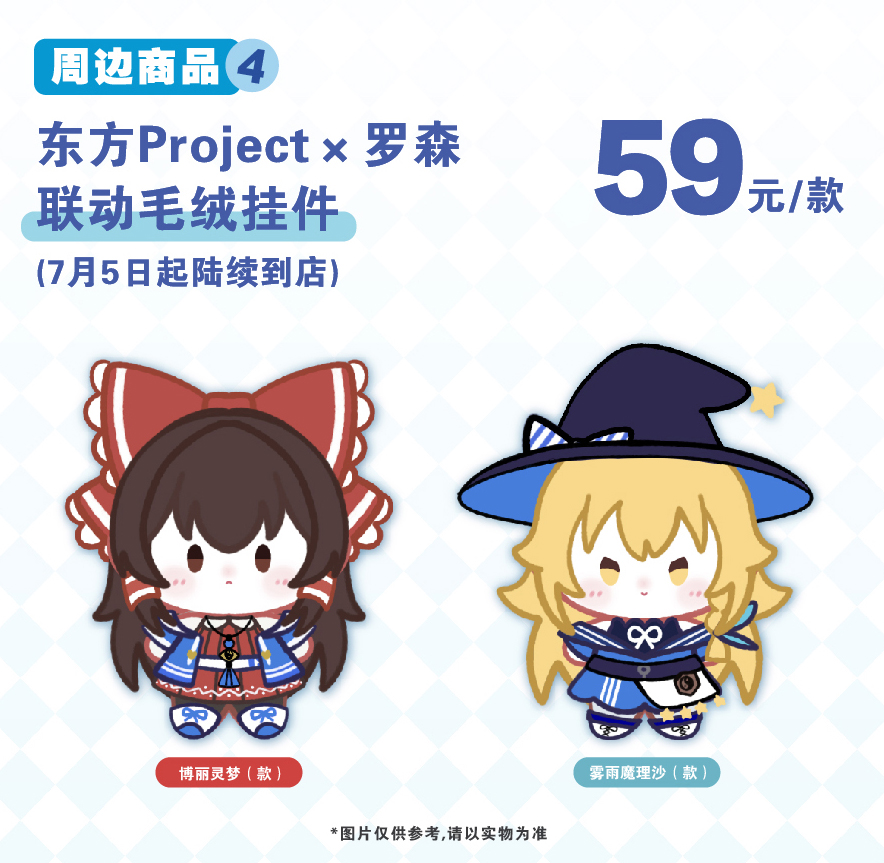 周边商品4
东方Project × 罗森
联动毛绒挂件
(7月5日起陆续到店)
59元/款
博丽灵梦（款）
雾雨魔理沙（款）
*图片仅供参考,请以实物为准